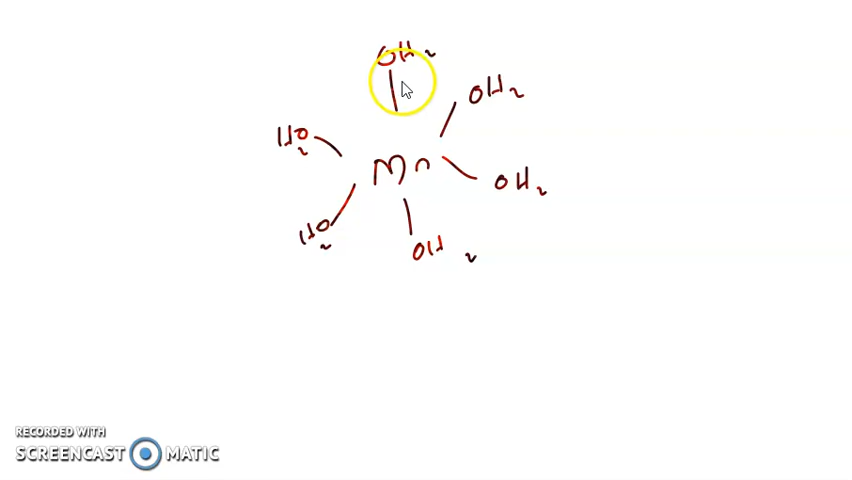 OH2
OH2
H2O
Mn
OH2
H2O
OH2
RECORDED WITH
SCREENCAST MATIC